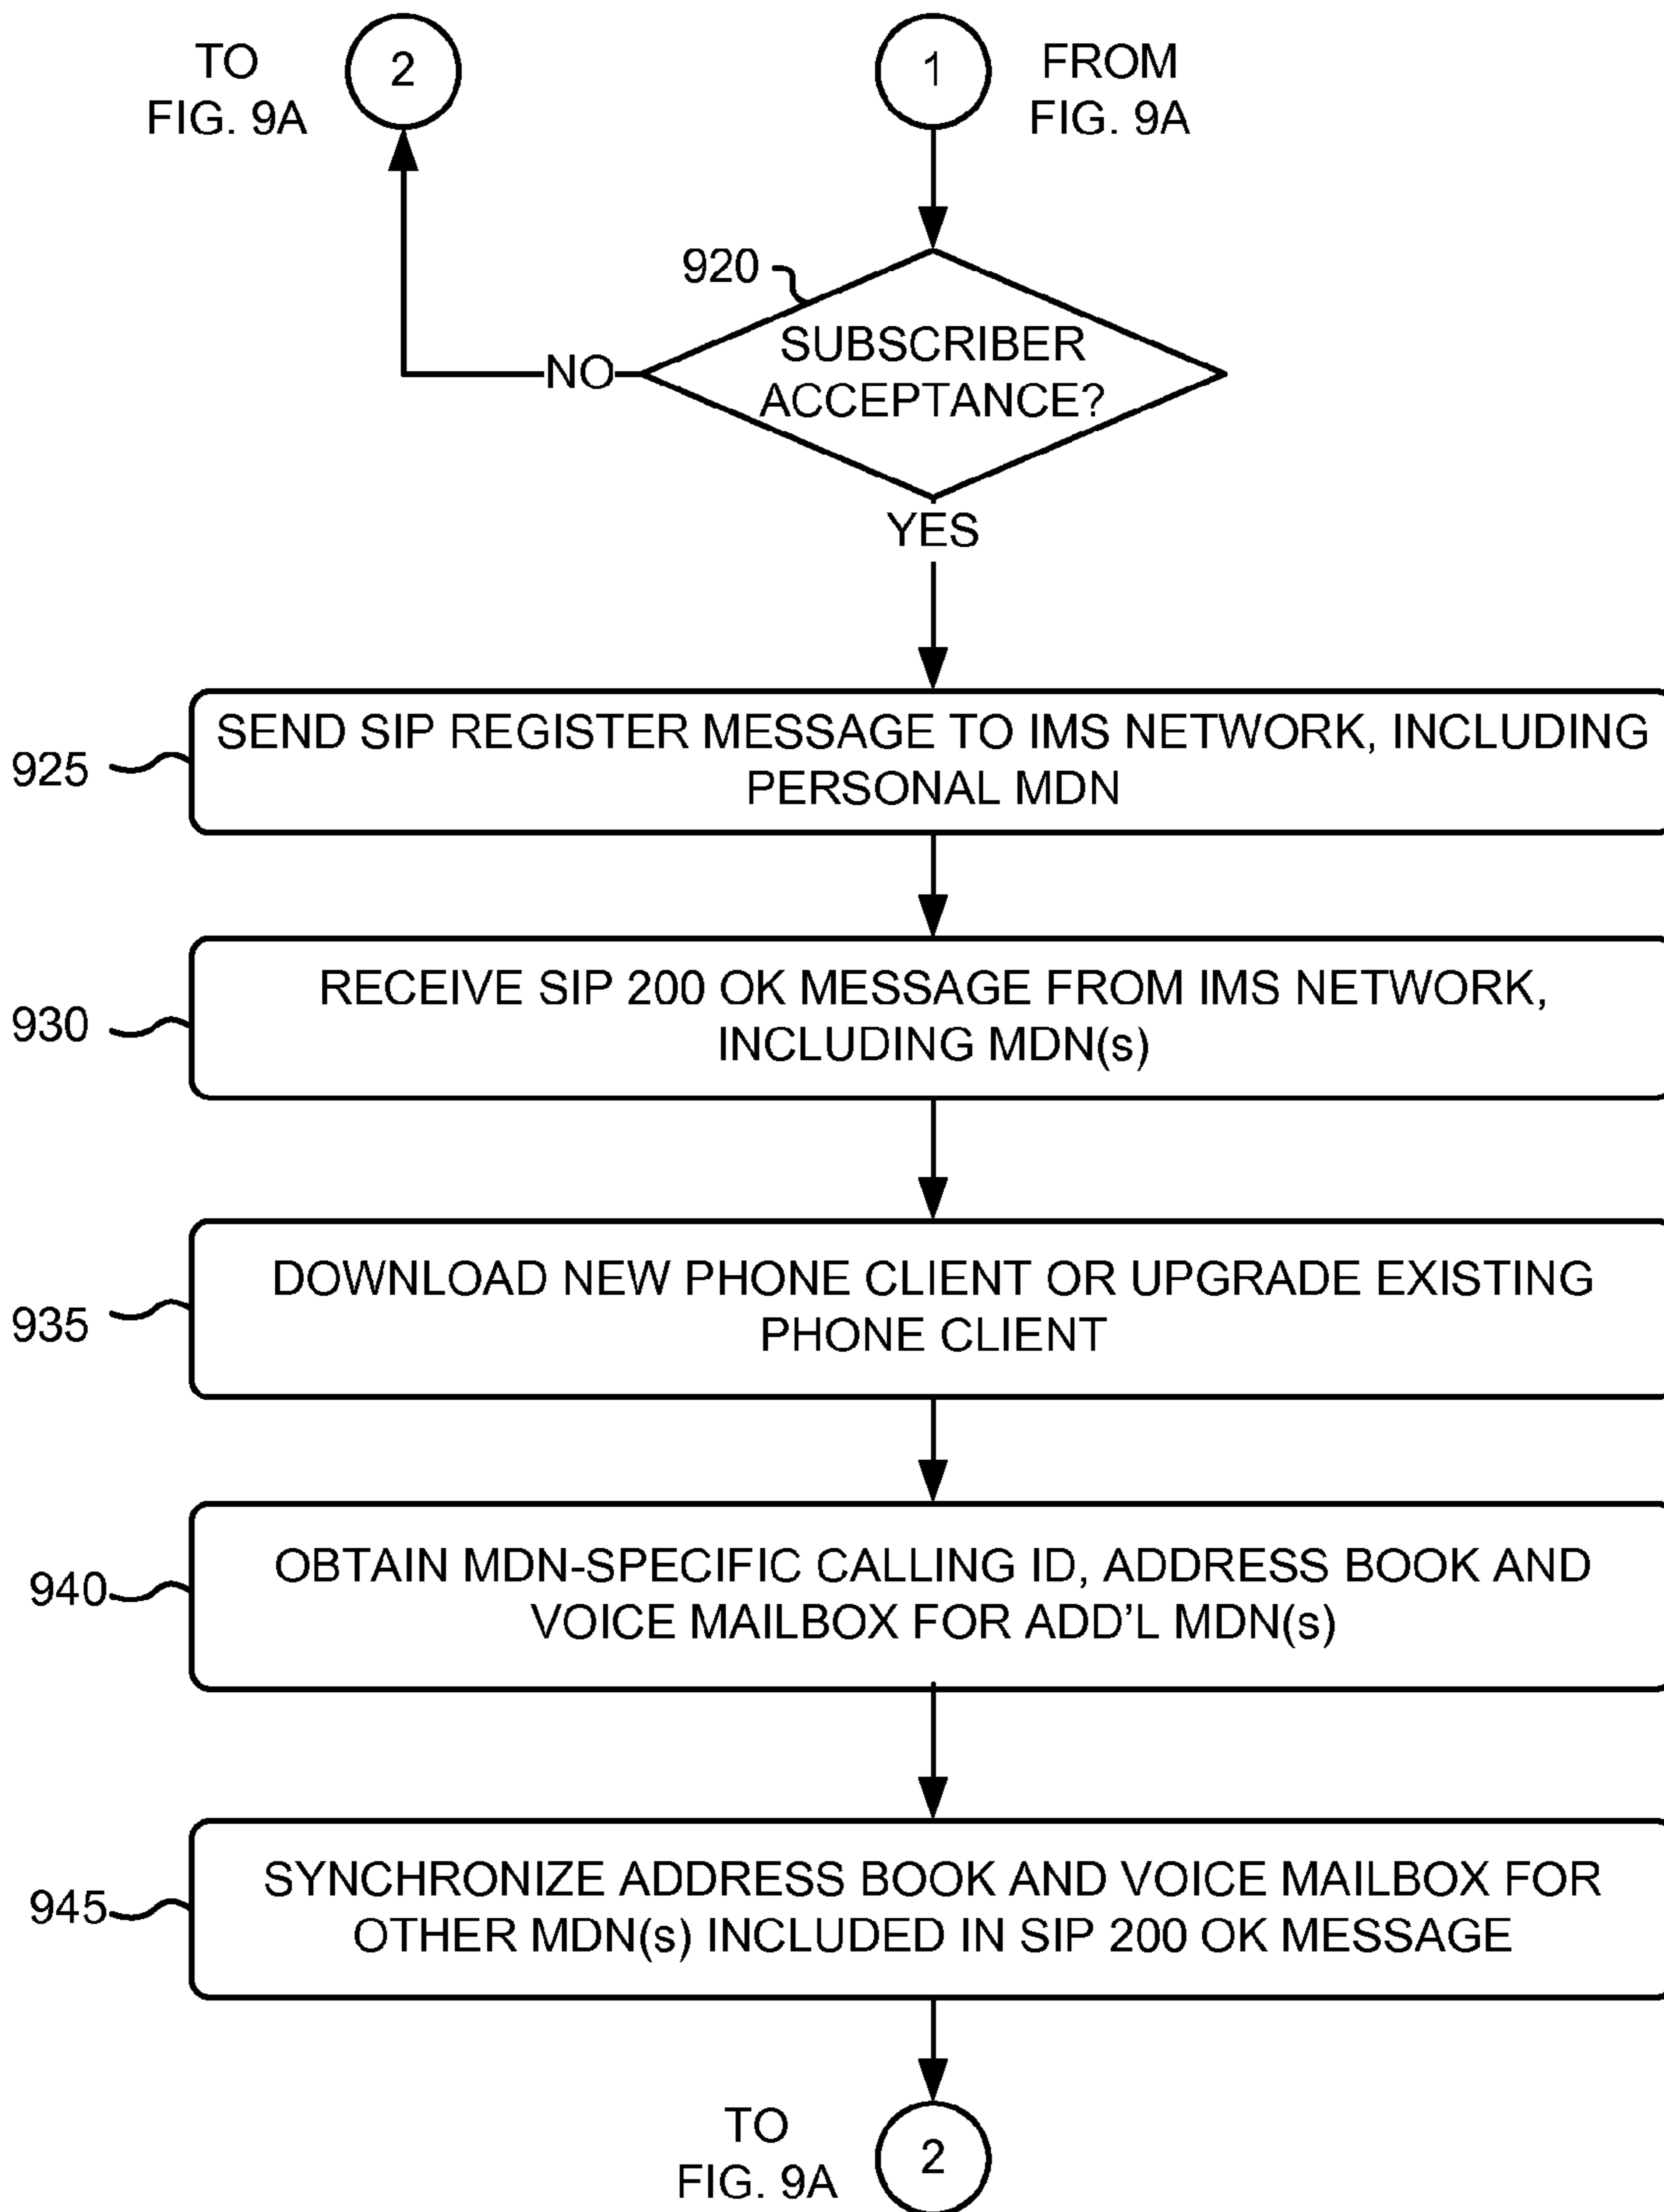 TO
FIG. 9A
2
1
FROM
FIG. 9A
920
SUBSCRIBER
ACCEPTANCE?
NO
YES
925
SEND SIP REGISTER MESSAGE TO IMS NETWORK, INCLUDING
PERSONAL MDN
930
RECEIVE SIP 200 OK MESSAGE FROM IMS NETWORK,
INCLUDING MDN(s)
935
DOWNLOAD NEW PHONE CLIENT OR UPGRADE EXISTING
PHONE CLIENT
940
OBTAIN MDN-SPECIFIC CALLING ID, ADDRESS BOOK AND
VOICE MAILBOX FOR ADD'L MDN(s)
945
SYNCHRONIZE ADDRESS BOOK AND VOICE MAILBOX FOR
OTHER MDN(s) INCLUDED IN SIP 200 OK MESSAGE
TO
FIG. 9A
2